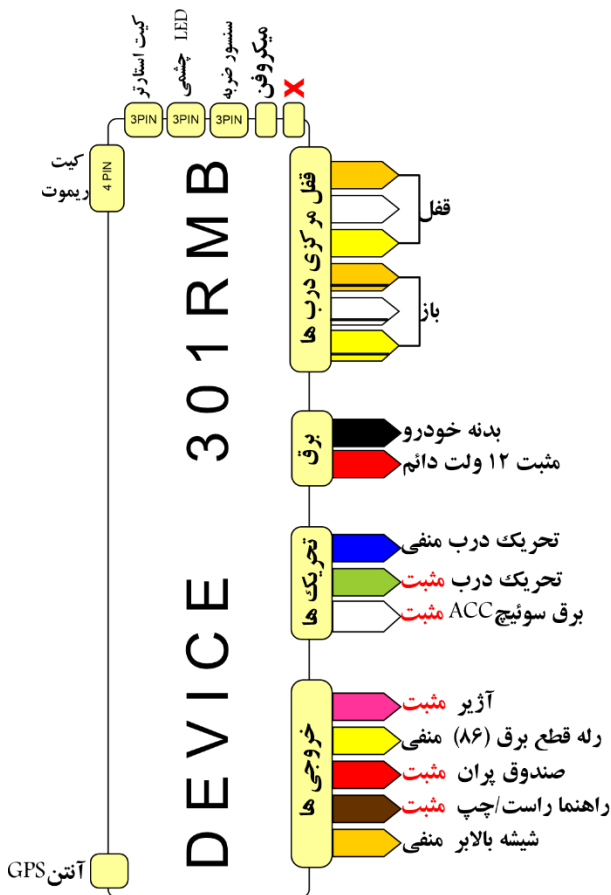 کیت استارتر
چشمی LED
سنسور ضربه
میکروفن
X
3PIN
3PIN
3PIN
4 PIN
کیت
ریموت
DEVICE 301RMB
قفل مرکزی درب ها
قفل
باز
برق
بدنه خودرو
مثبت ۱۲ ولت دائم
تحریک ها
تحریک درب منفی
تحریک درب مثبت
برق سوئیچ ACC مثبت
خروجی ها
آژیر مثبت
رله قطع برق (۸۶) منفی
صندوق پران مثبت
راهنما راست/چپ مثبت
شیشه بالابر منفی
آنتن GPS